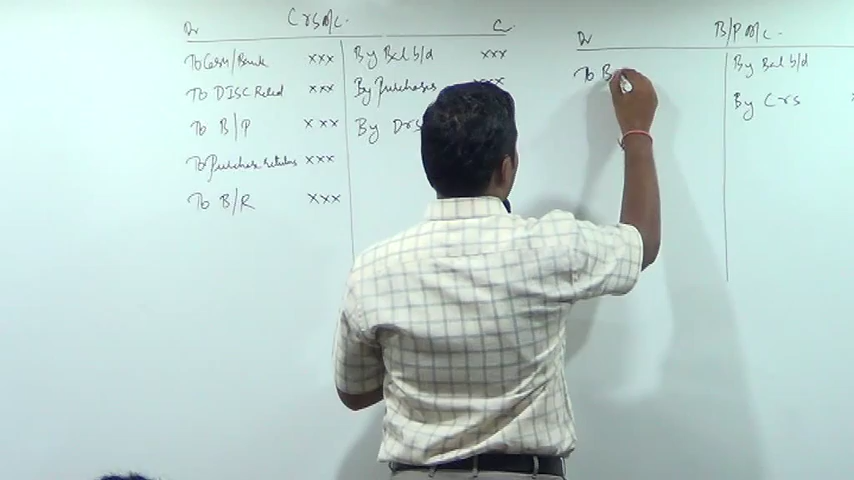 Dr Crs A/c. Cr.
To Cash/Bank xxx By Bal b/d xxx
To DISC Recd xxx By Purchases xxx
To B/P xxx By Drs
To Purchase returns xxx
To B/R xxx
Dr B/P A/c.
To B By Bal b/d
By Crs